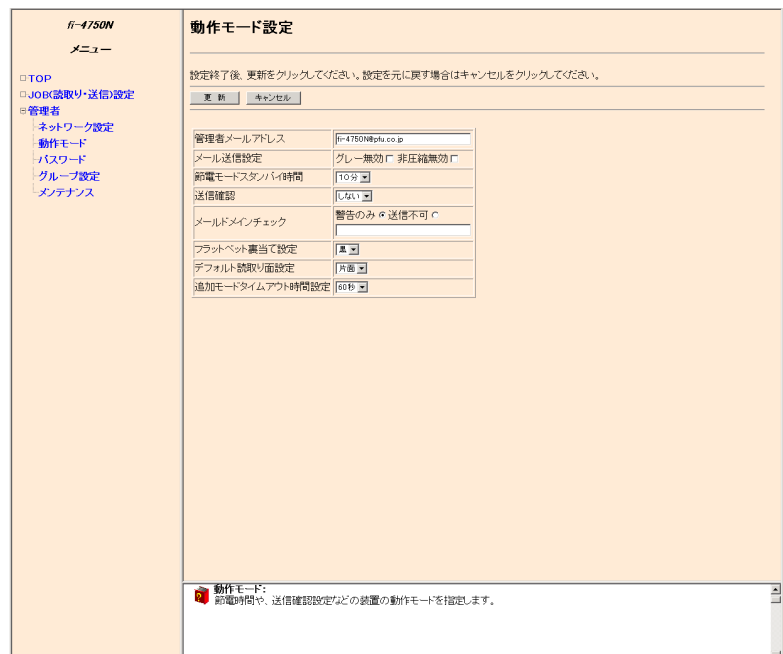 fi-4750N
メニュー
TOP
JOB(読取り・送信)設定
管理者
ネットワーク設定
動作モード
パスワード
グループ設定
メンテナンス
動作モード設定
設定終了後、更新をクリックしてください。設定を元に戻す場合はキャンセルをクリックしてください。
更 新 キャンセル
管理者メールアドレス fi-4750N@pfu.co.jp
メール送信設定 グレー無効 非圧縮無効
節電モードスタンバイ時間 10分
送信確認 しない
メールドメインチェック 警告のみ 送信不可
フラットベット裏当て設定 黒
デフォルト読取り面設定 片面
追加モードタイムアウト時間設定 60秒
動作モード:
節電時間や、送信確認設定などの装置の動作モードを指定します。